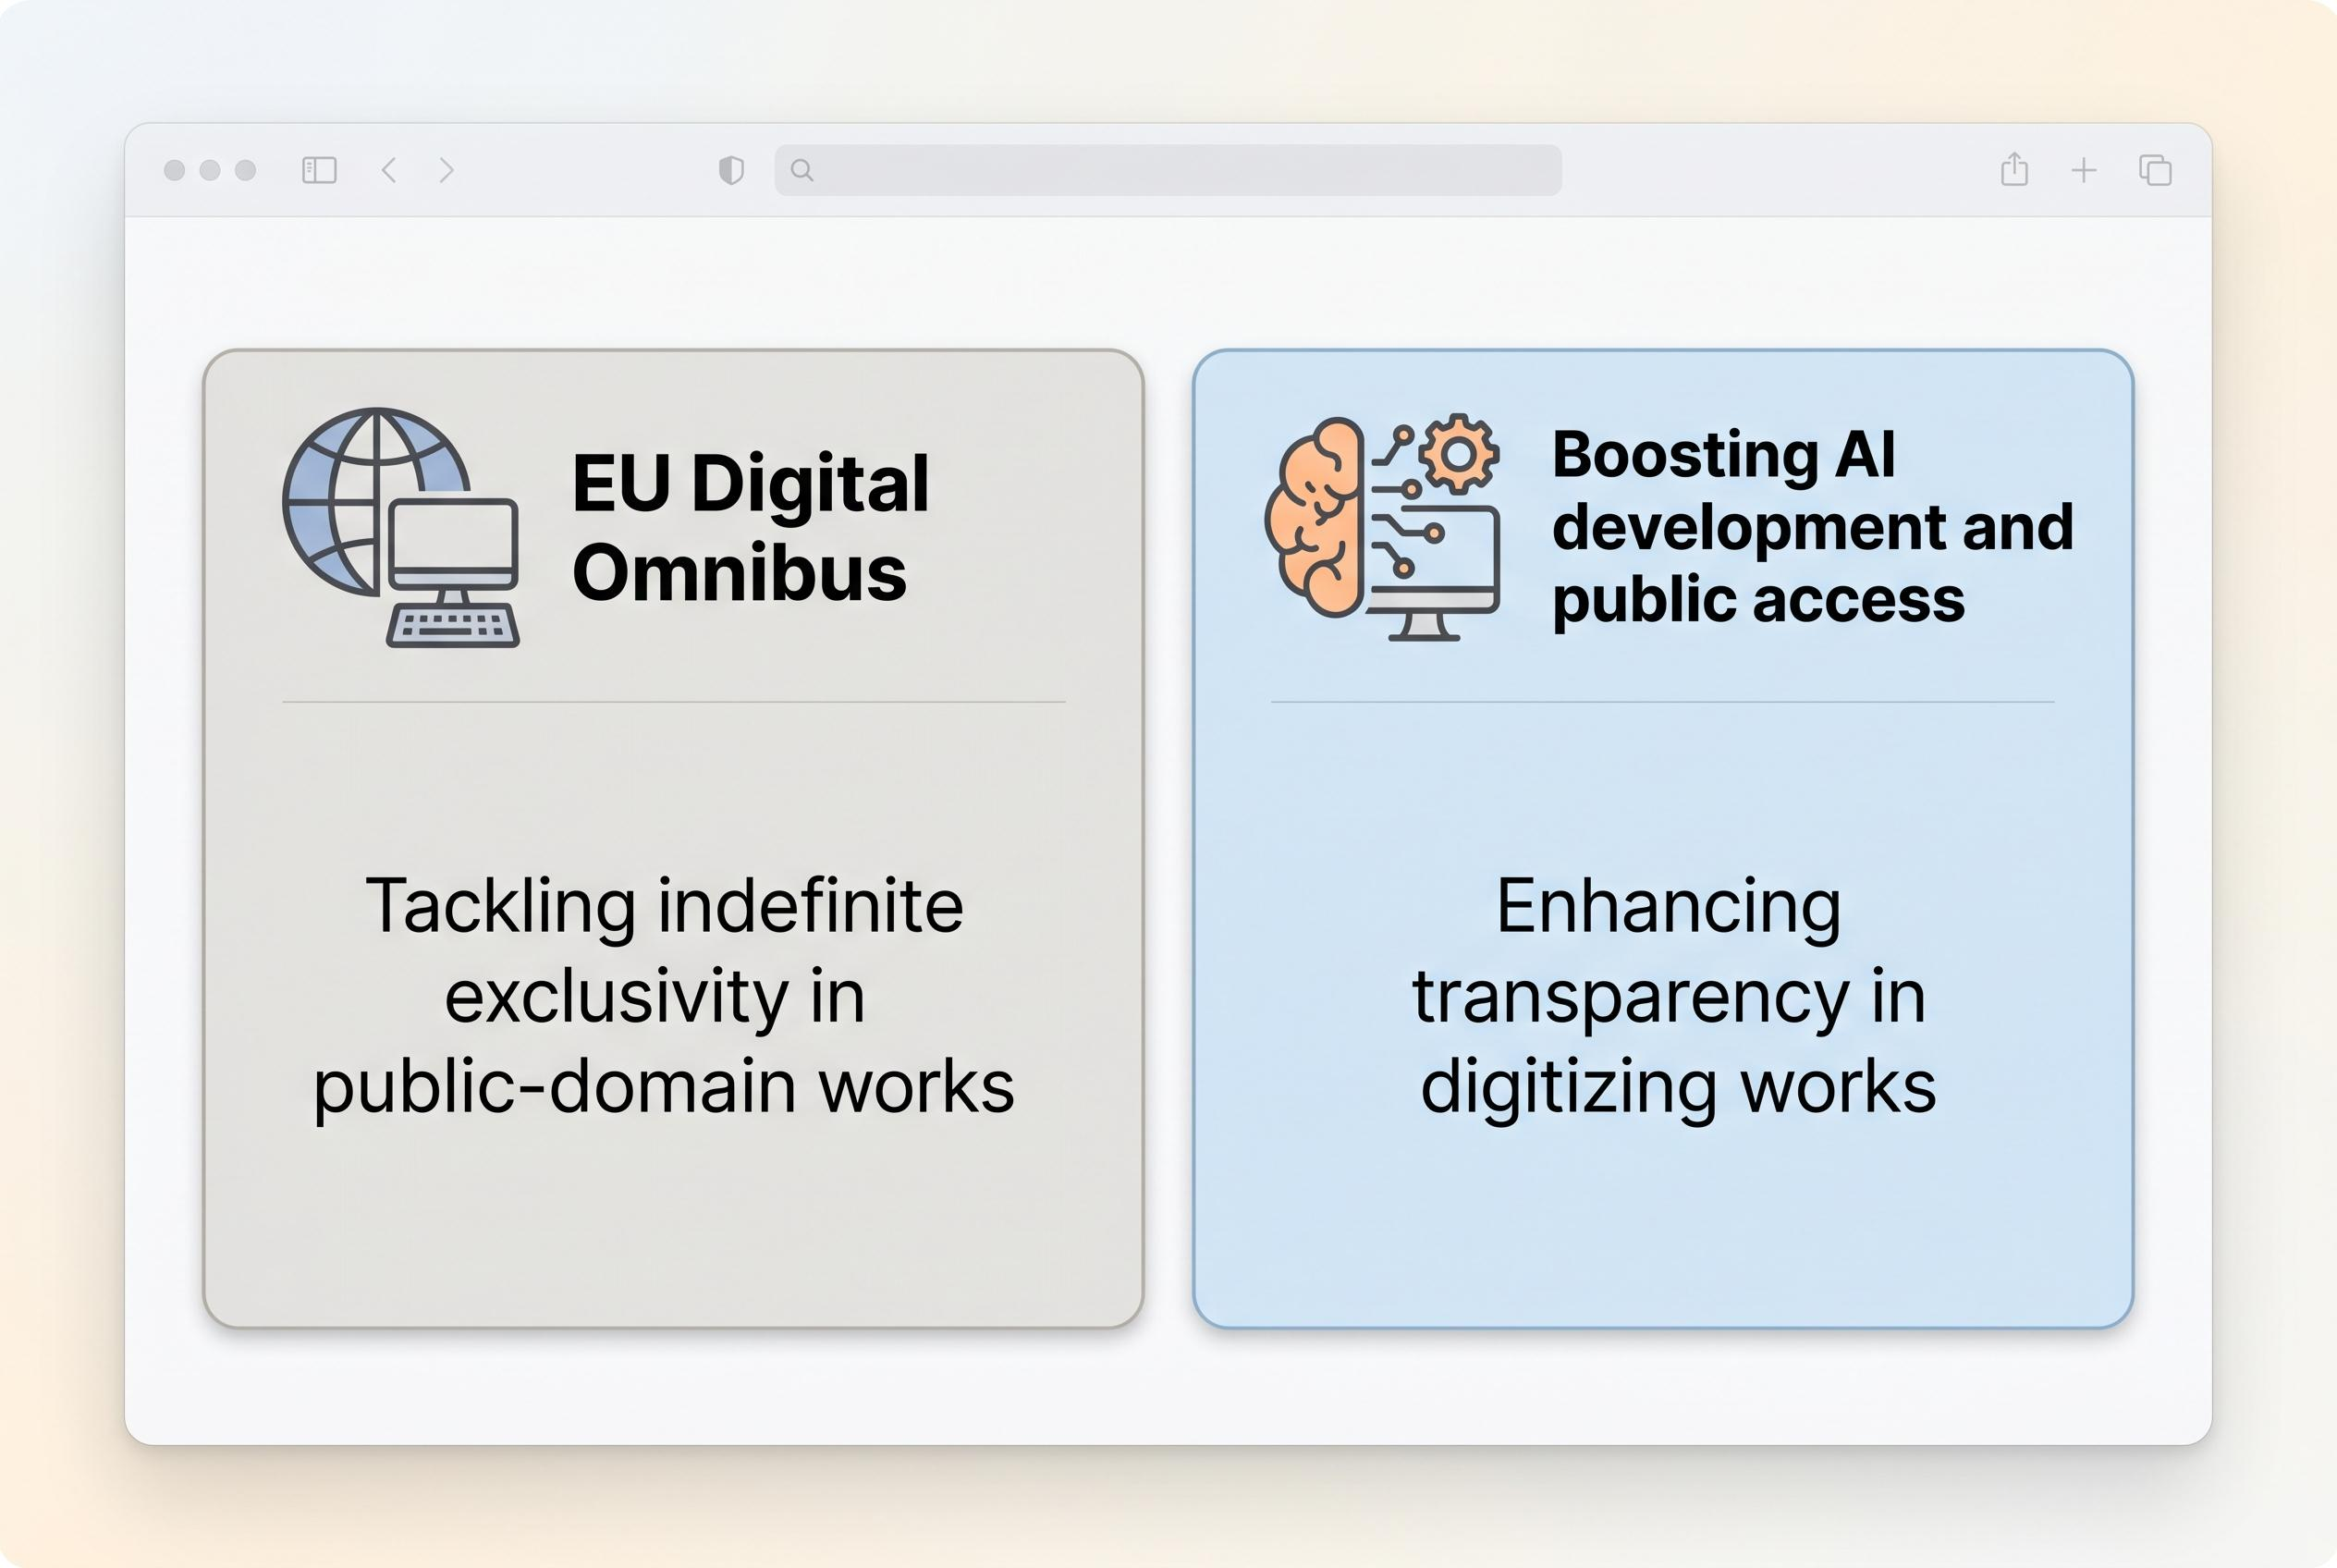 EU Digital
Omnibus
Tackling indefinite
exclusivity in
public-domain works
Boosting AI
development and
public access
Enhancing
transparency in
digitizing works